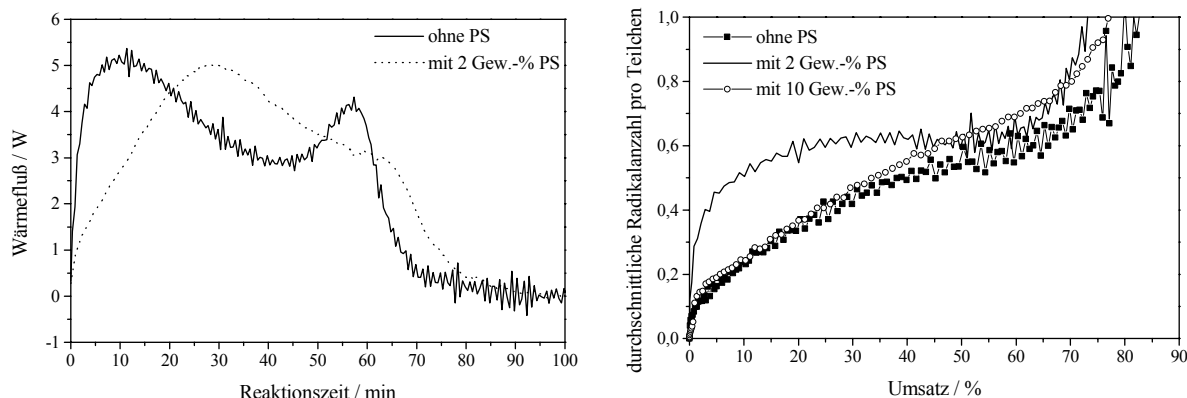 6
5
4
3
2
1
0
-1
Wärmefluß / W
ohne PS
mit 2 Gew.-% PS
0 10 20 30 40 50 60 70 80 90 100
Reaktionszeit / min
1,0
0,8
0,6
0,4
0,2
0,0
durchschnittliche Radikalanzahl pro Teilchen
ohne PS
mit 2 Gew.-% PS
mit 10 Gew.-% PS
0 10 20 30 40 50 60 70 80 90
Umsatz / %